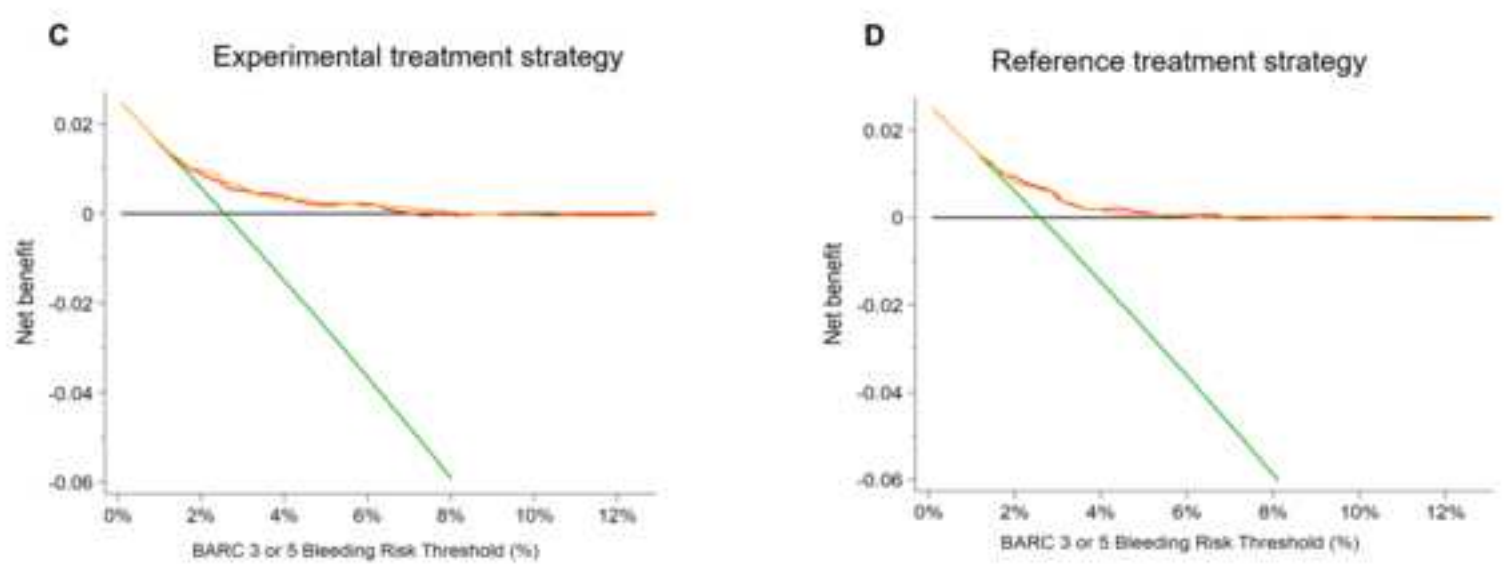 C
Experimental treatment strategy
0.02
0
-0.02
-0.04
-0.06
Net benefit
0% 2% 4% 6% 8% 10% 12%
BARC 3 or 5 Bleeding Risk Threshold (%)
D
Reference treatment strategy
0.02
0
-0.02
-0.04
-0.06
Net benefit
0% 2% 4% 6% 8% 10% 12%
BARC 3 or 5 Bleeding Risk Threshold (%)